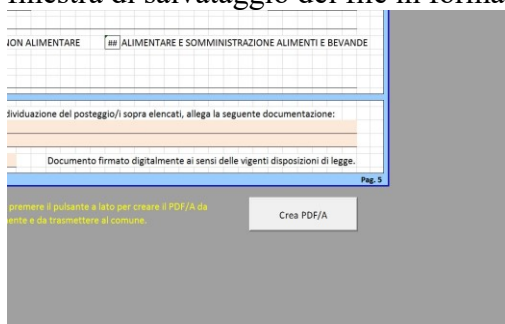 NON ALIMENTARE ## ALIMENTARE E SOMMINISTRAZIONE ALIMENTI E BEVANDE
dividuazione del posteggio/i sopra elencati, allega la seguente documentazione:
Documento firmato digitalmente ai sensi delle vigenti disposizioni di legge.
Pag. 5
premere il pulsante a lato per creare il PDF/A da
mente e da trasmettere al comune.
Crea PDF/A